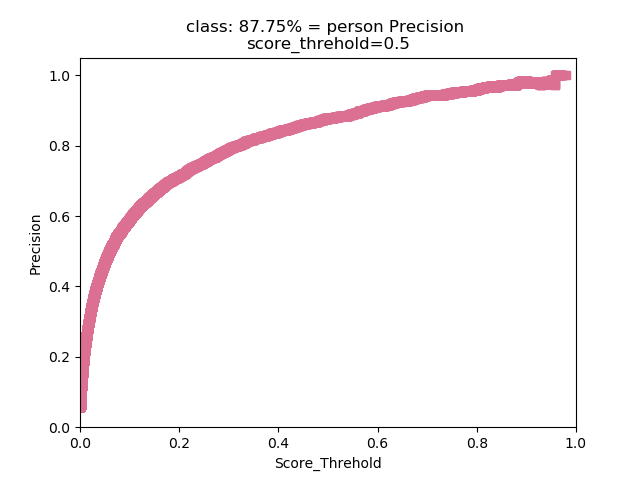 class: 87.75% = person Precision
score_threhold=0.5
1.0
0.8
0.6
0.4
0.2
0.0
Precision
0.0 0.2 0.4 0.6 0.8 1.0
Score_Threhold